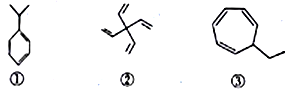 ① ② ③